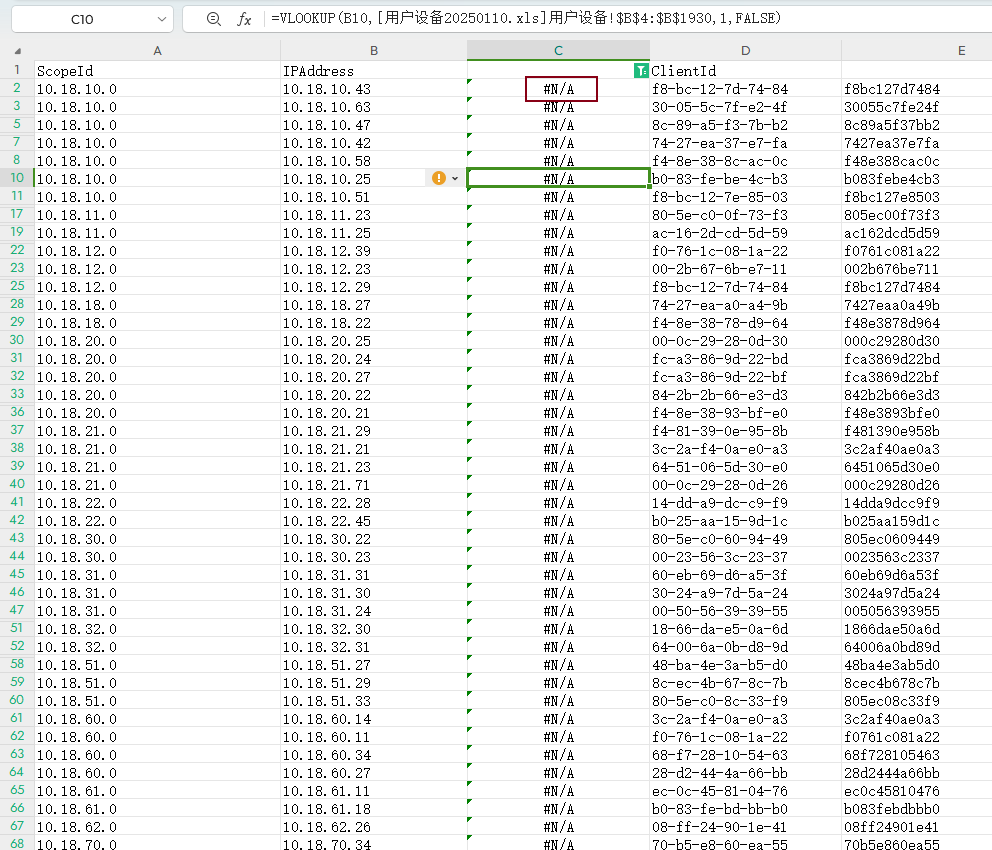 C10 fx =VLOOKUP(B10,[用户设备20250110.xls]用户设备!$B$4:$B$1930,1,FALSE)
A B C D E
1 ScopeId IPAddress ClientId
2 10.18.10.0 10.18.10.43 #N/A f8-bc-12-7d-74-84 f8bc127d7484
3 10.18.10.0 10.18.10.63 #N/A 30-05-5c-7f-e2-4f 30055c7fe24f
5 10.18.10.0 10.18.10.47 #N/A 8c-89-a5-f3-7b-b2 8c89a5f37bb2
7 10.18.10.0 10.18.10.42 #N/A 74-27-ea-37-e7-fa 7427ea37e7fa
8 10.18.10.0 10.18.10.58 #N/A f4-8e-38-8c-ac-0c f48e388cac0c
10 10.18.10.0 10.18.10.25 #N/A b0-83-fe-be-4c-b3 b083febe4cb3
11 10.18.10.0 10.18.10.51 #N/A f8-bc-12-7e-85-03 f8bc127e8503
17 10.18.11.0 10.18.11.23 #N/A 80-5e-c0-0f-73-f3 805ec00f73f3
19 10.18.11.0 10.18.11.25 #N/A ac-16-2d-cd-5d-59 ac162dcd5d59
22 10.18.12.0 10.18.12.39 #N/A f0-76-1c-08-1a-22 f0761c081a22
23 10.18.12.0 10.18.12.23 #N/A 00-2b-67-6b-e7-11 002b676be711
25 10.18.12.0 10.18.12.29 #N/A f8-bc-12-7d-74-84 f8bc127d7484
28 10.18.18.0 10.18.18.27 #N/A 74-27-ea-a0-a4-9b 7427eaa0a49b
29 10.18.18.0 10.18.18.22 #N/A f4-8e-38-78-d9-64 f48e3878d964
30 10.18.20.0 10.18.20.25 #N/A 00-0c-29-28-0d-30 000c29280d30
31 10.18.20.0 10.18.20.24 #N/A fc-a3-86-9d-22-bd fca3869d22bd
32 10.18.20.0 10.18.20.27 #N/A fc-a3-86-9d-22-bf fca3869d22bf
33 10.18.20.0 10.18.20.22 #N/A 84-2b-2b-66-e3-d3 842b2b66e3d3
36 10.18.20.0 10.18.20.21 #N/A f4-8e-38-93-bf-e0 f48e3893bfe0
37 10.18.21.0 10.18.21.29 #N/A f4-81-39-0e-95-8b f481390e958b
38 10.18.21.0 10.18.21.21 #N/A 3c-2a-f4-0a-e0-a3 3c2af40ae0a3
39 10.18.21.0 10.18.21.23 #N/A 64-51-06-5d-30-e0 6451065d30e0
40 10.18.21.0 10.18.21.71 #N/A 00-0c-29-28-0d-26 000c29280d26
41 10.18.22.0 10.18.22.28 #N/A 14-dd-a9-dc-c9-f9 14dda9dcc9f9
42 10.18.22.0 10.18.22.45 #N/A b0-25-aa-15-9d-1c b025aa159d1c
43 10.18.30.0 10.18.30.22 #N/A 80-5e-c0-60-94-49 805ec0609449
44 10.18.30.0 10.18.30.23 #N/A 00-23-56-3c-23-37 0023563c2337
45 10.18.31.0 10.18.31.31 #N/A 60-eb-69-d6-a5-3f 60eb69d6a53f
46 10.18.31.0 10.18.31.30 #N/A 30-24-a9-7d-5a-24 3024a97d5a24
47 10.18.31.0 10.18.31.24 #N/A 00-50-56-39-39-55 005056393955
51 10.18.32.0 10.18.32.30 #N/A 18-66-da-e5-0a-6d 1866dae50a6d
52 10.18.32.0 10.18.32.31 #N/A 64-00-6a-0b-d8-9d 64006a0bd89d
58 10.18.51.0 10.18.51.27 #N/A 48-ba-4e-3a-b5-d0 48ba4e3ab5d0
59 10.18.51.0 10.18.51.29 #N/A 8c-ec-4b-67-8c-7b 8cec4b678c7b
60 10.18.51.0 10.18.51.33 #N/A 80-5e-c0-8c-33-f9 805ec08c33f9
61 10.18.60.0 10.18.60.14 #N/A 3c-2a-f4-0a-e0-a3 3c2af40ae0a3
62 10.18.60.0 10.18.60.11 #N/A f0-76-1c-08-1a-22 f0761c081a22
63 10.18.60.0 10.18.60.34 #N/A 68-f7-28-10-54-63 68f728105463
64 10.18.60.0 10.18.60.27 #N/A 28-d2-44-4a-66-bb 28d2444a66bb
65 10.18.61.0 10.18.61.11 #N/A ec-0c-45-81-04-76 ec0c45810476
66 10.18.61.0 10.18.61.18 #N/A b0-83-fe-bd-bb-b0 b083febdbbb0
67 10.18.62.0 10.18.62.26 #N/A 08-ff-24-90-1e-41 08ff24901e41
68 10.18.70.0 10.18.70.34 #N/A 70-b5-e8-60-ea-55 70b5e860ea55